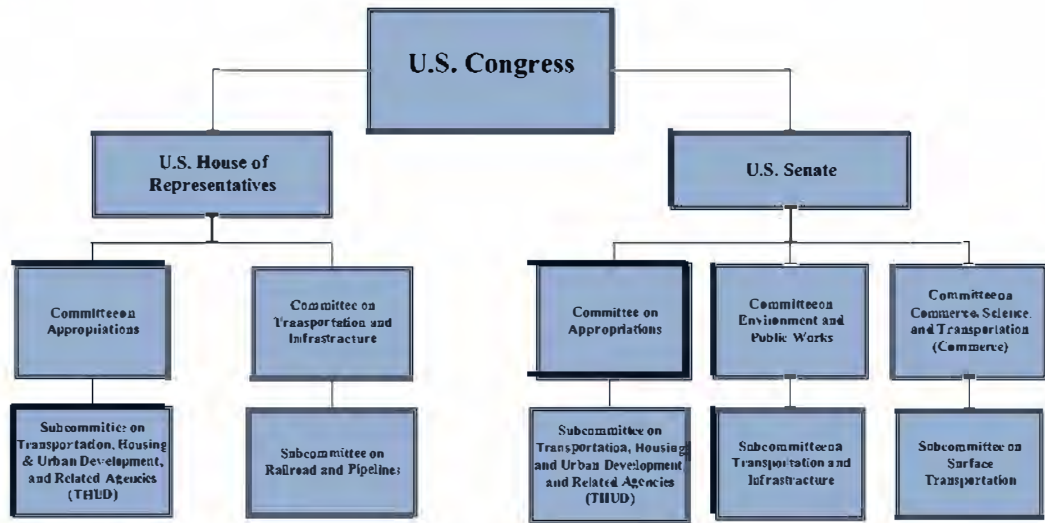 U.S. Congress
U.S. House of
Representatives
U.S. Senate
Committee on
Appropriations
Committee on
Transportation and
Infrastructure
Committee on
Appropriations
Committee on
Environment and
Public Works
Committee on
Commerce, Science,
and Transportation
(Commerce)
Subcommittee on
Transportation, Housing
& Urban Development,
and Related Agencies
(THUD)
Subcommittee on
Railroad and Pipelines
Subcommittee on
Transportation, Housing
and Urban Development,
and Related Agencies
(THUD)
Subcommittee on
Transportation and
Infrastructure
Subcommittee on
Surface
Transportation